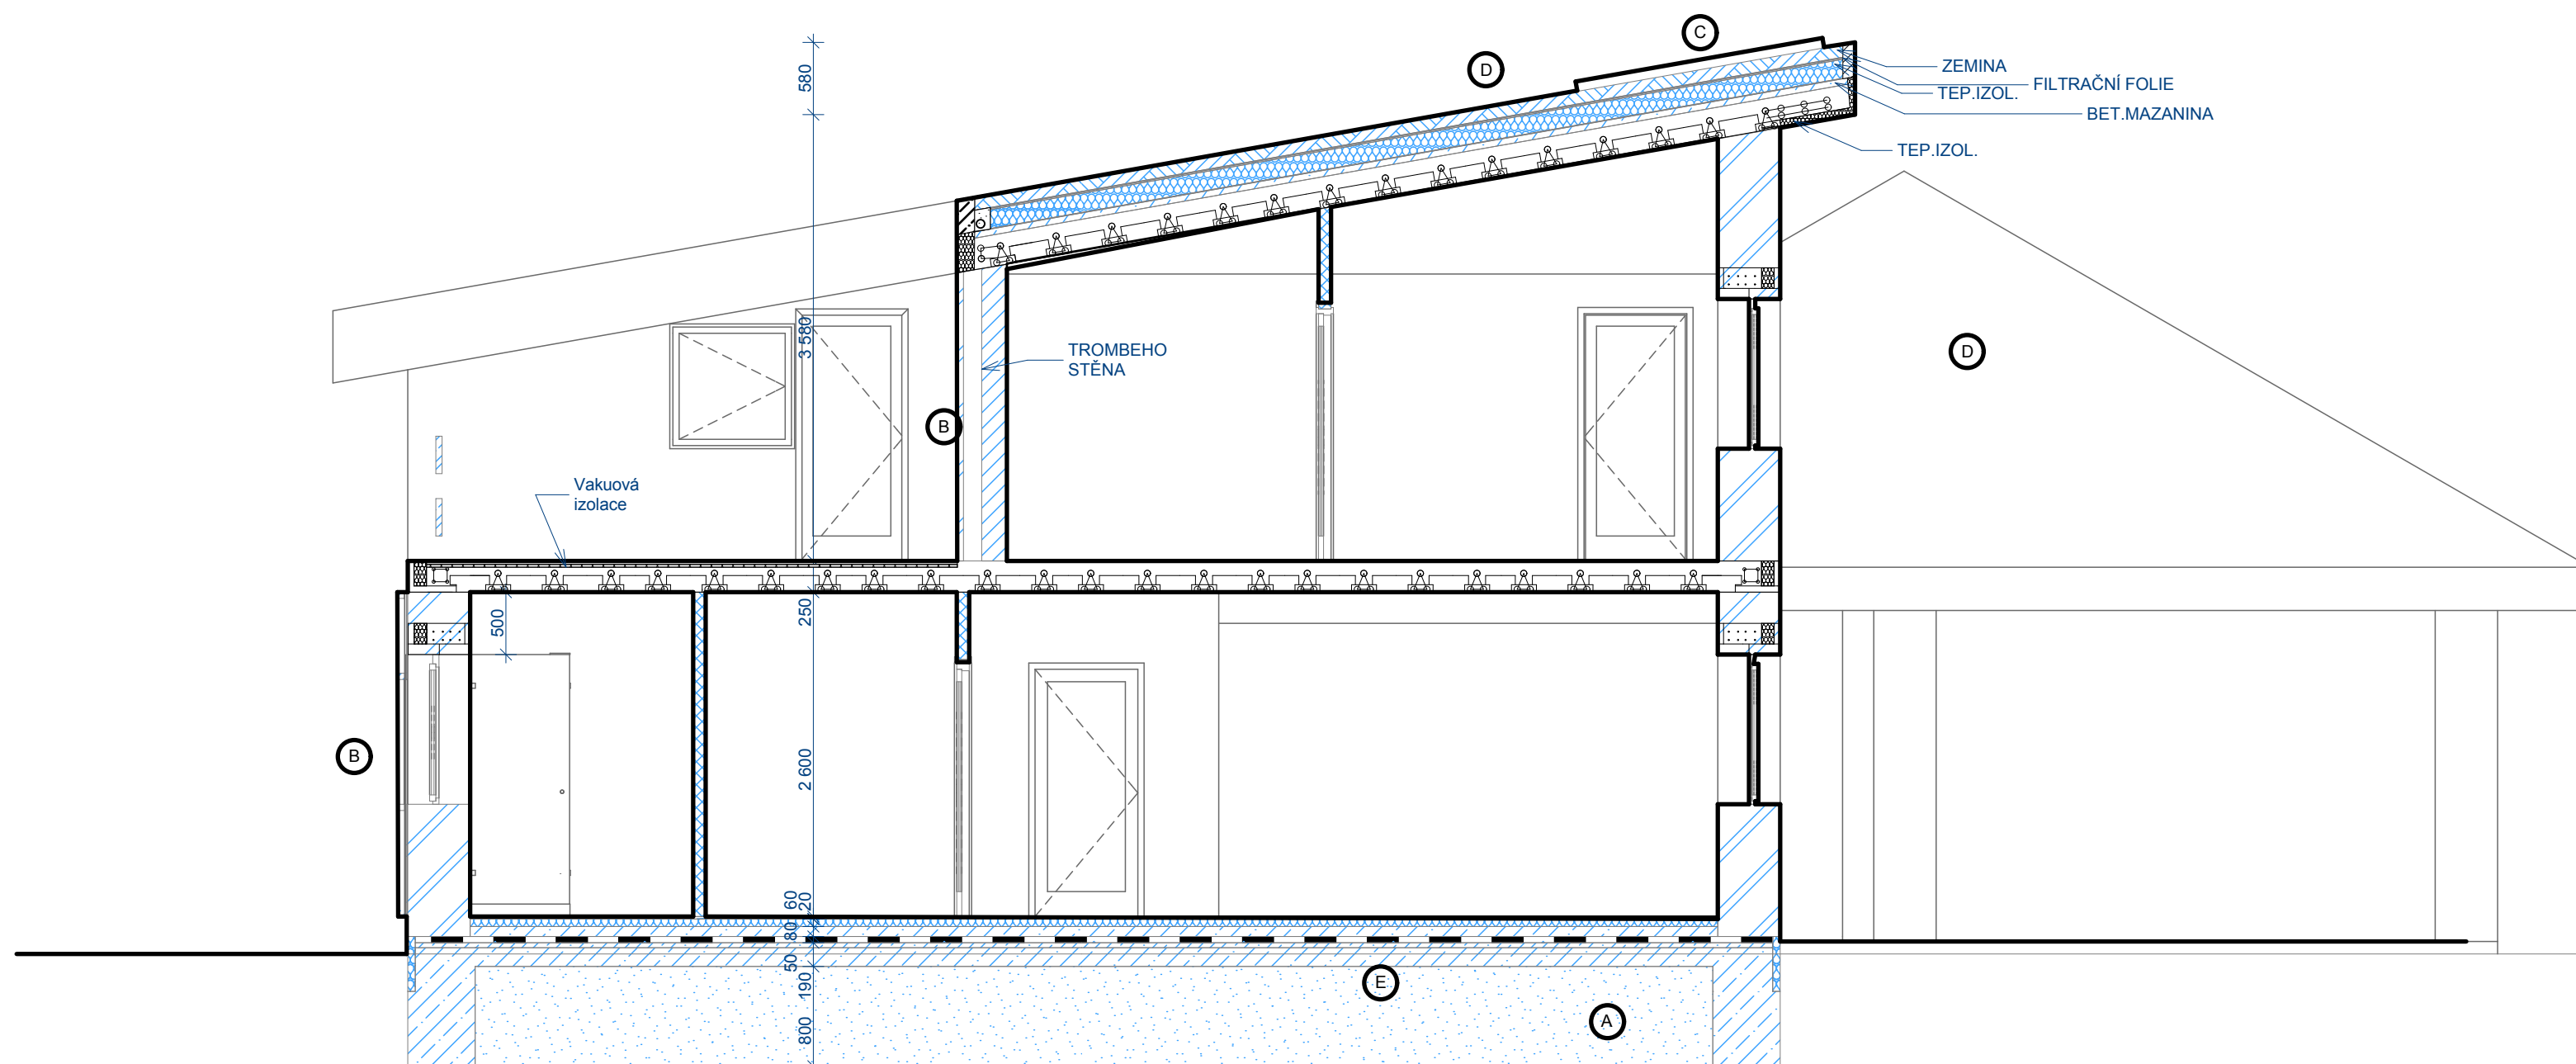 C
D
580
ZEMINA
FILTRAČNÍ FOLIE
TEP.IZOL.
BET.MAZANINA
TEP.IZOL.
3 580
TROMBEHO
STĚNA
D
B
Vakuová
izolace
250
500
B
2 600
60
20
80
50
190
E
A
800